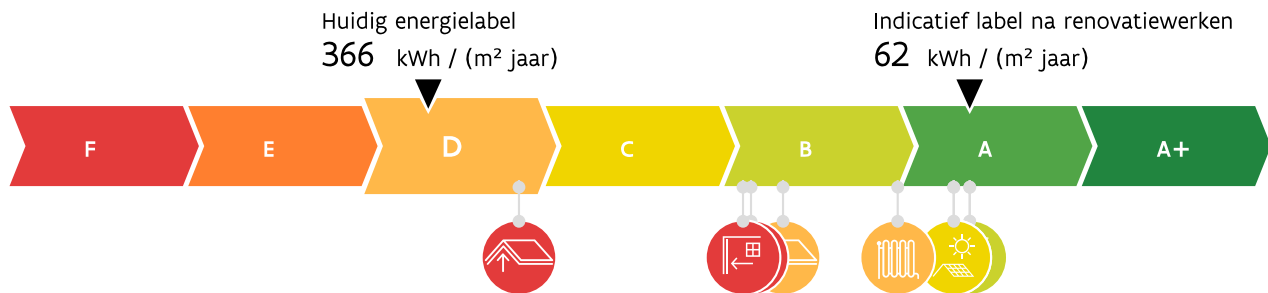 Huidig energielabel
366 kWh / (m² jaar)
Indicatief label na renovatiewerken
62 kWh / (m² jaar)
F
E
D
C
B
A
A+